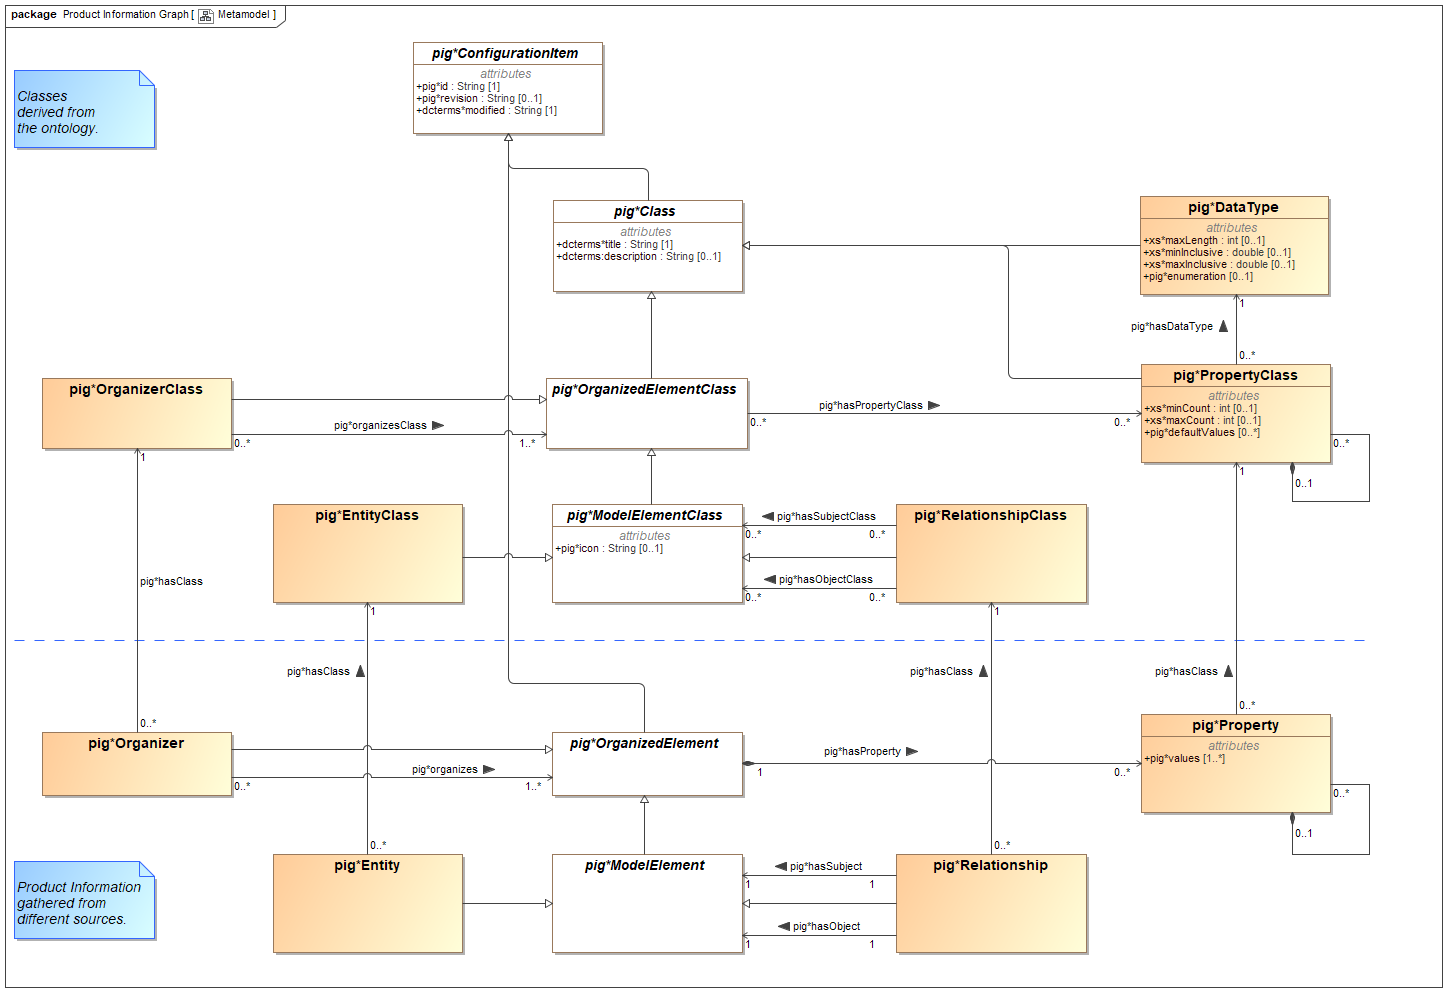 package Product Information Graph [ Metamodel ]
pig*ConfigurationItem
attributes
+pig*id : String [1]
+pig*revision : String [0..1]
+dcterms*modified : String [1]
Classes
derived from
the ontology.
pig*Class
attributes
+dcterms*title : String [1]
+dcterms:description : String [0..1]
pig*DataType
attributes
+xs*maxLength : int [0..1]
+xs*minInclusive : double [0..1]
+xs*maxInclusive : double [0..1]
+pig*enumeration [0..1]
1
pig*hasDataType
0..*
pig*OrganizerClass
pig*organizesClass
0..*
1..*
1
pig*OrganizedElementClass
pig*hasPropertyClass
0..*
0..*
pig*PropertyClass
attributes
+xs*minCount : int [0..1]
+xs*maxCount : int [0..1]
+pig*defaultValues [0..*]
0..*
0..1
1
pig*EntityClass
1
pig*ModelElementClass
attributes
+pig*icon : String [0..1]
pig*hasSubjectClass
0..*
0..*
pig*hasObjectClass
0..*
0..*
pig*RelationshipClass
1
pig*hasClass
pig*hasClass
pig*hasClass
pig*hasClass
0..*
0..*
pig*Organizer
pig*organizes
0..*
1..*
pig*OrganizedElement
pig*hasProperty
1
0..*
pig*Property
attributes
+pig*values [1..*]
0..*
0..1
0..*
0..*
Product Information
gathered from
different sources.
pig*Entity
pig*ModelElement
pig*hasSubject
1
1
pig*hasObject
1
1
pig*Relationship